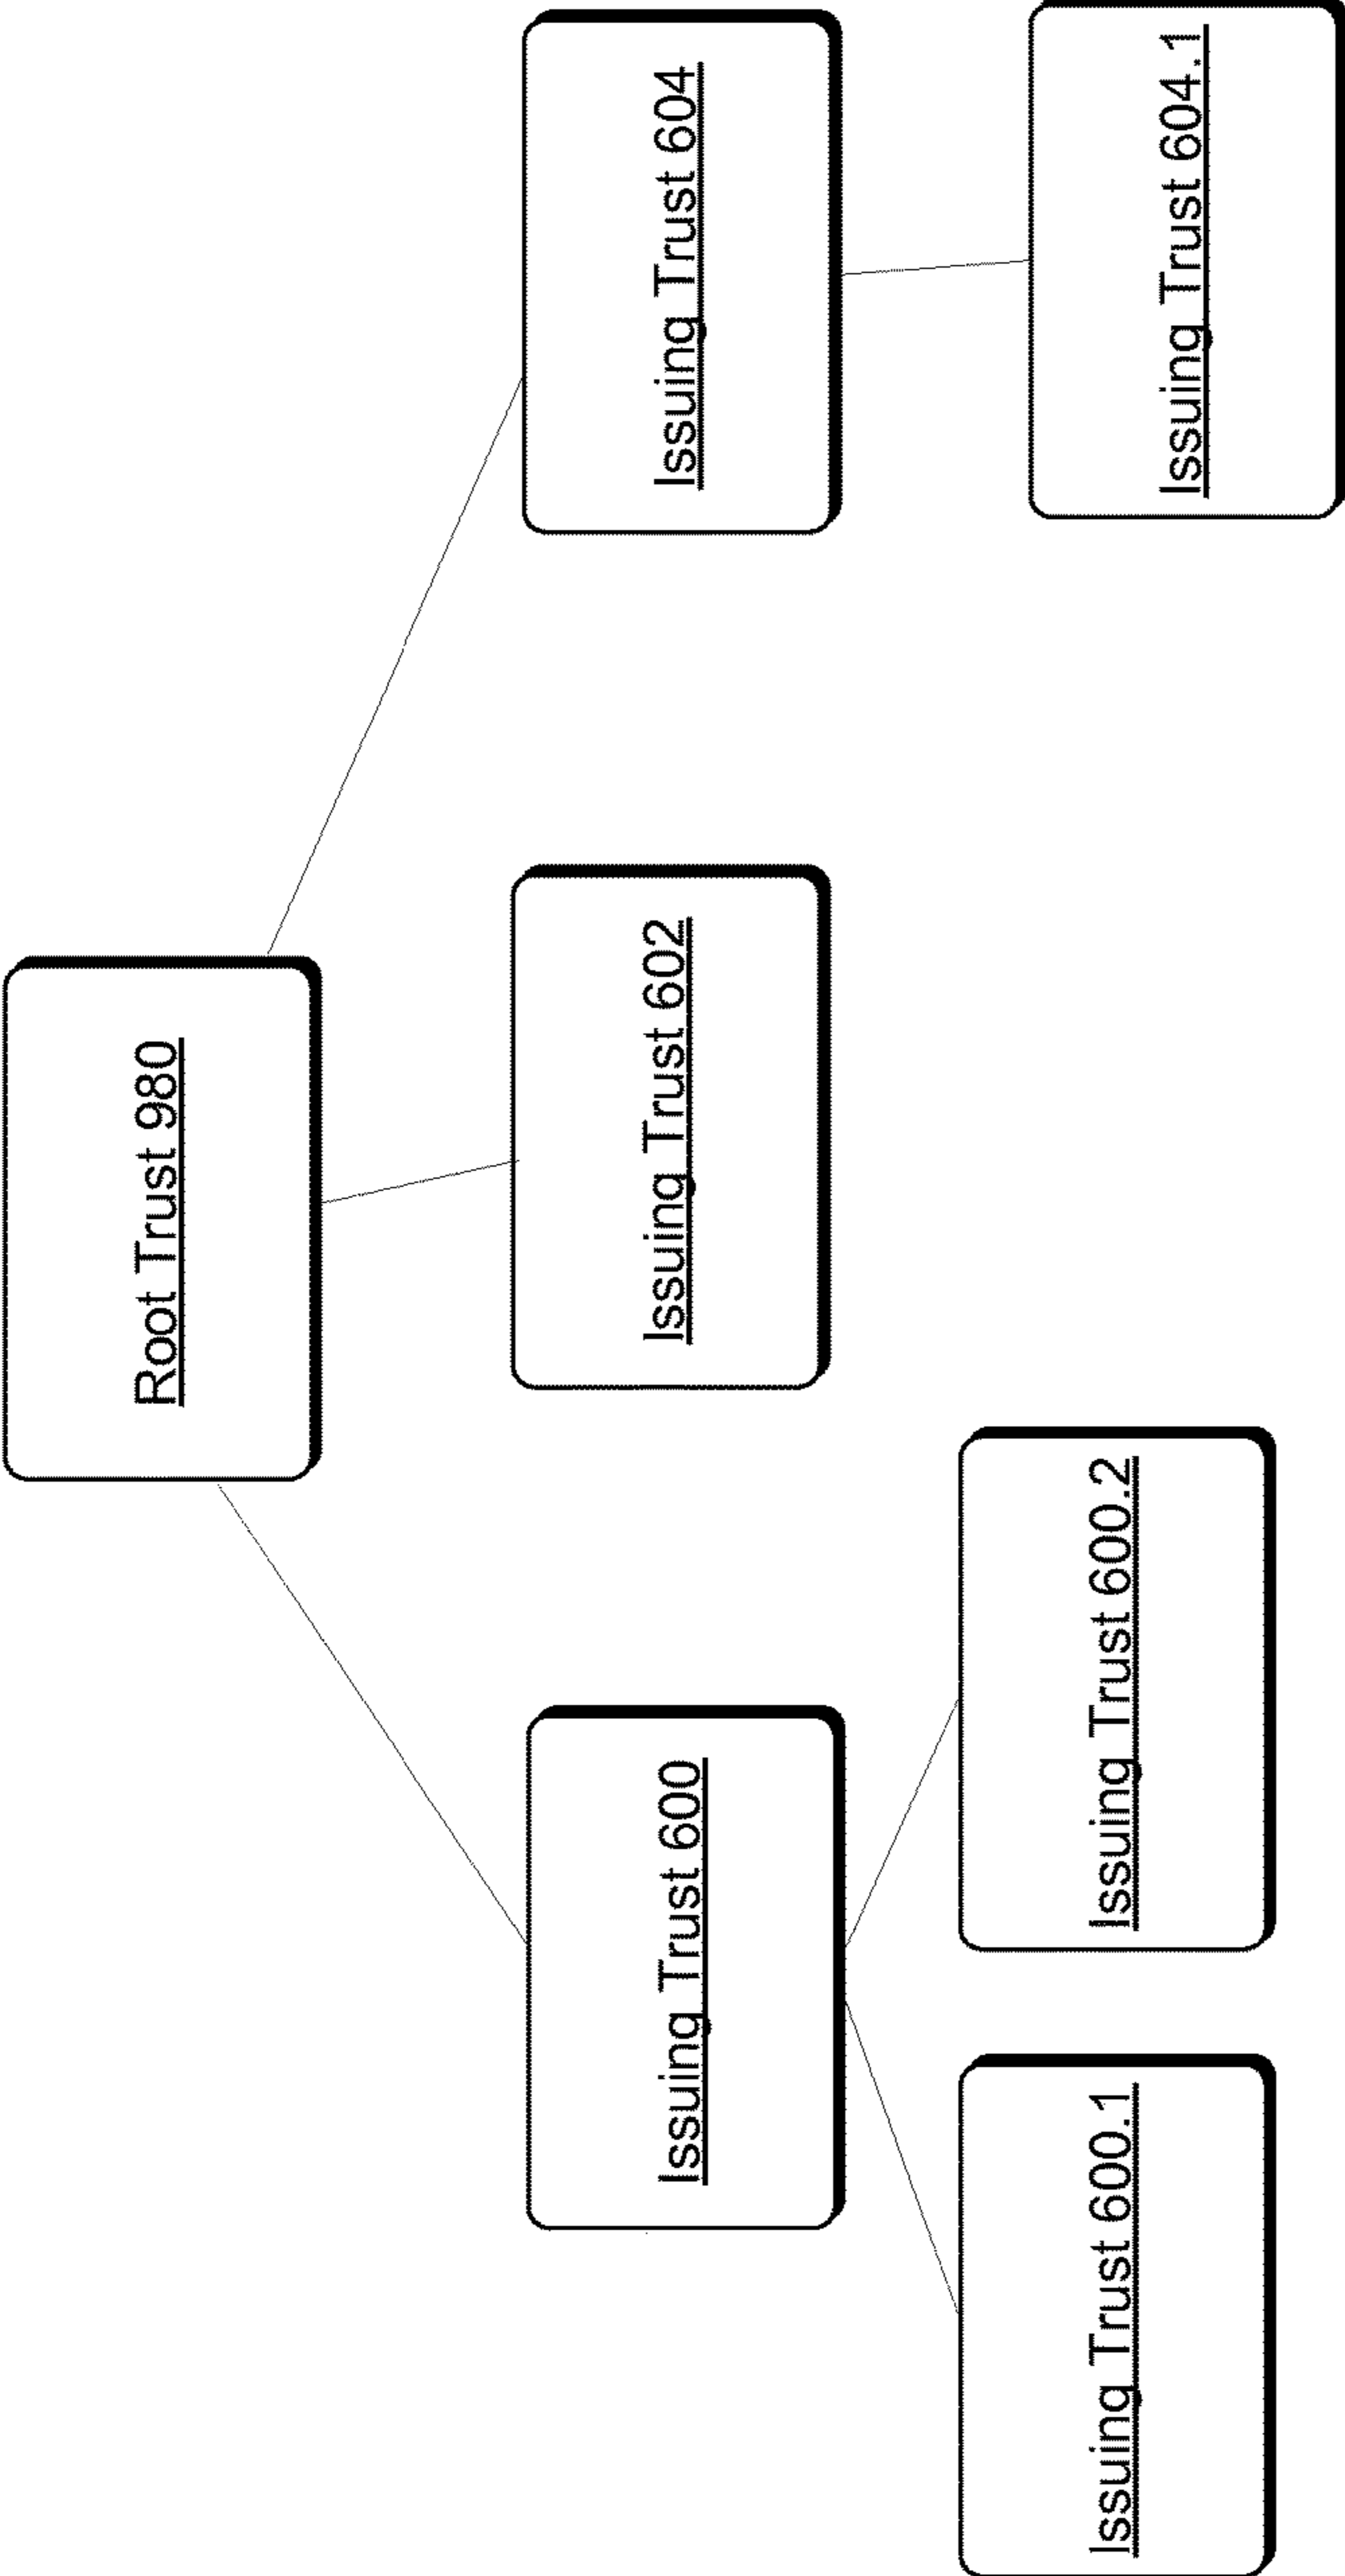 Root Trust 980
Issuing Trust 600
Issuing Trust 602
Issuing Trust 604
Issuing Trust 600.1
Issuing Trust 600.2
Issuing Trust 604.1